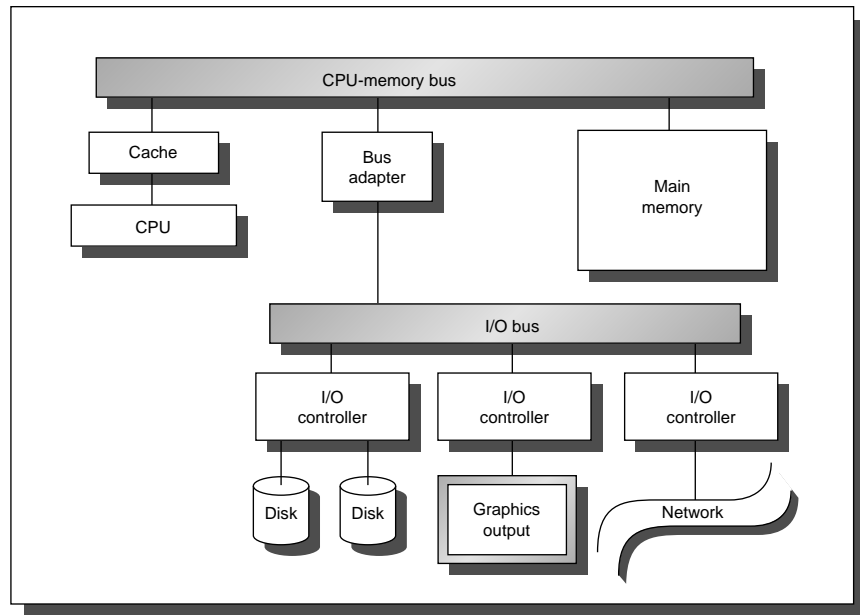 CPU-memory bus
Cache
Bus
adapter
Main
memory
CPU
I/O bus
I/O
controller
I/O
controller
I/O
controller
Disk
Disk
Graphics
output
Network